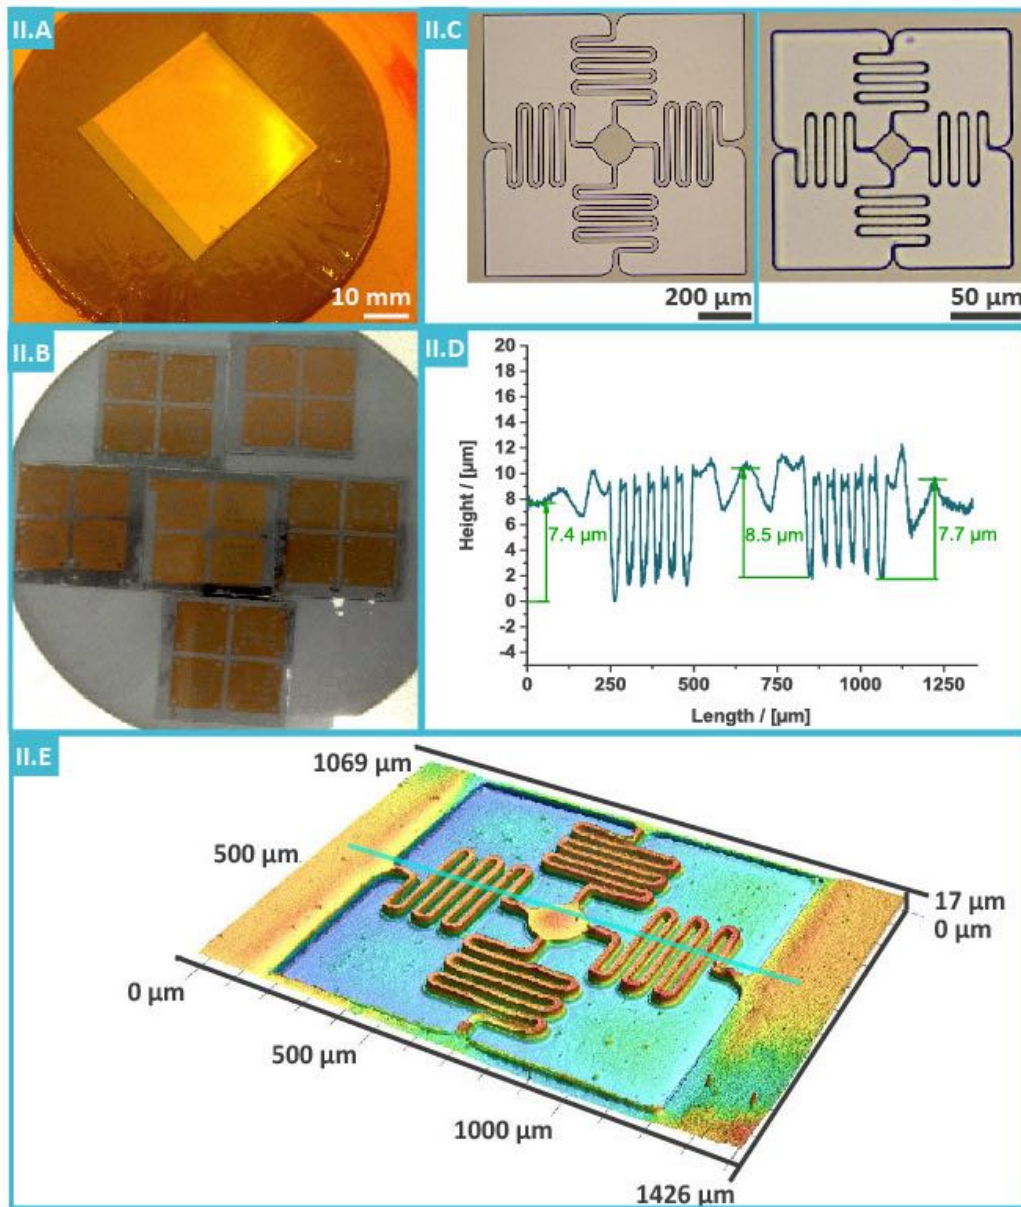 II.A
10 mm
II.C
200 µm
50 µm
II.B
II.D
Height / [µm]
20
18
16
14
12
10
8
6
4
2
0
-2
-4
7.4 µm
8.5 µm
7.7 µm
0
250
500
750
1000
1250
Length / [µm]
II.E
1069 µm
500 µm
17 µm
0 µm
0 µm
500 µm
1000 µm
1426 µm